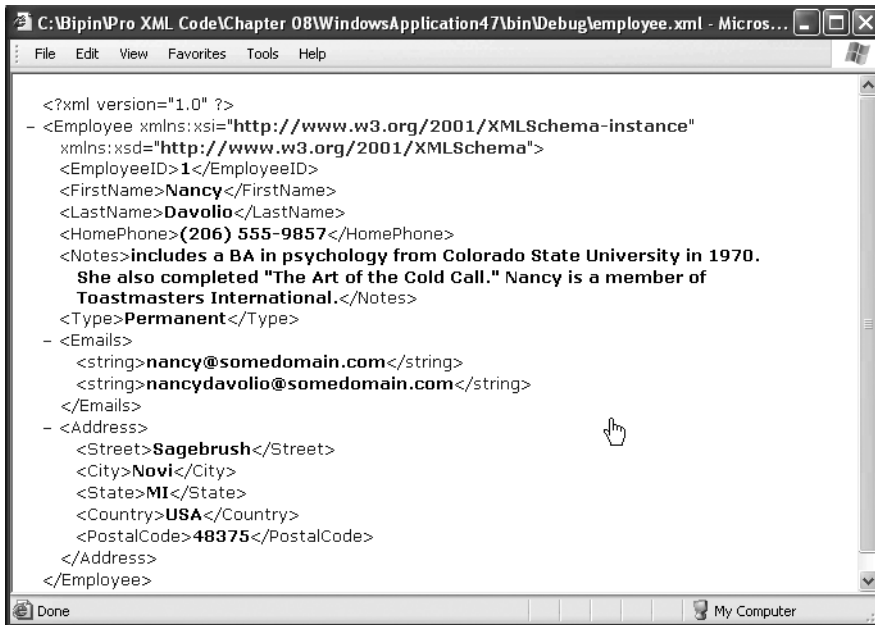 C:\Bipin\Pro XML Code\Chapter 08\WindowsApplication47\bin\Debug\employee.xml - Micros...
File Edit View Favorites Tools Help
<?xml version="1.0" ?>
- <Employee xmlns:xsi="http://www.w3.org/2001/XMLSchema-instance"
xmlns:xsd="http://www.w3.org/2001/XMLSchema">
<EmployeeID>1</EmployeeID>
<FirstName>Nancy</FirstName>
<LastName>Davolio</LastName>
<HomePhone>(206) 555-9857</HomePhone>
<Notes>includes a BA in psychology from Colorado State University in 1970.
She also completed "The Art of the Cold Call." Nancy is a member of
Toastmasters International.</Notes>
<Type>Permanent</Type>
- <Emails>
<string>nancy@somedomain.com</string>
<string>nancydavolio@somedomain.com</string>
</Emails>
- <Address>
<Street>Sagebrush</Street>
<City>Novi</City>
<State>MI</State>
<Country>USA</Country>
<PostalCode>48375</PostalCode>
</Address>
</Employee>
Done My Computer